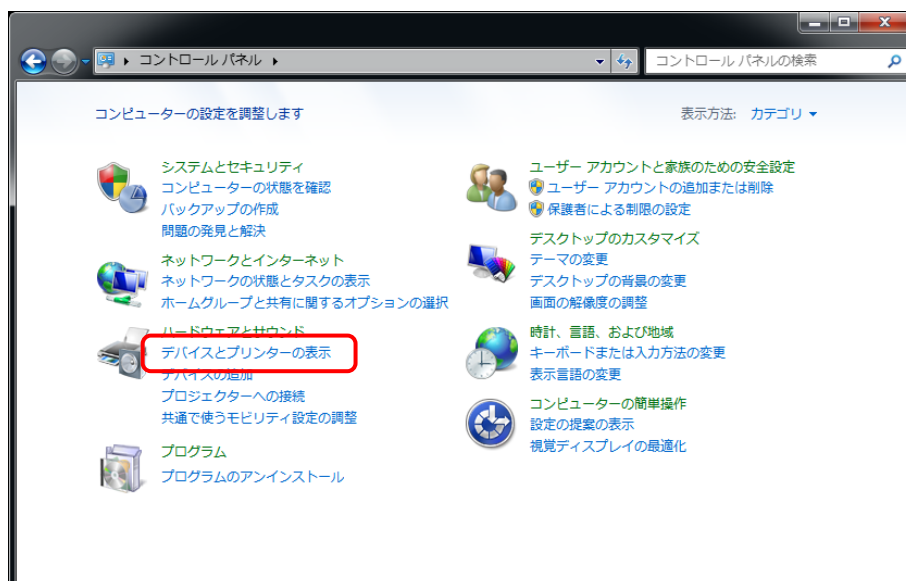 コントロール パネル
コントロール パネルの検索
コンピューターの設定を調整します
表示方法: カテゴリ
システムとセキュリティ
コンピューターの状態を確認
バックアップの作成
問題の発見と解決
ネットワークとインターネット
ネットワークの状態とタスクの表示
ホームグループと共有に関するオプションの選択
ハードウェアとサウンド
デバイスとプリンターの表示
デバイスの追加
プロジェクターへの接続
共通で使うモビリティ設定の調整
プログラム
プログラムのアンインストール
ユーザー アカウントと家族のための安全設定
ユーザー アカウントの追加または削除
保護者による制限の設定
デスクトップのカスタマイズ
テーマの変更
デスクトップの背景の変更
画面の解像度の調整
時計、言語、および地域
キーボードまたは入力方法の変更
表示言語の変更
コンピューターの簡単操作
設定の提案の表示
視覚ディスプレイの最適化